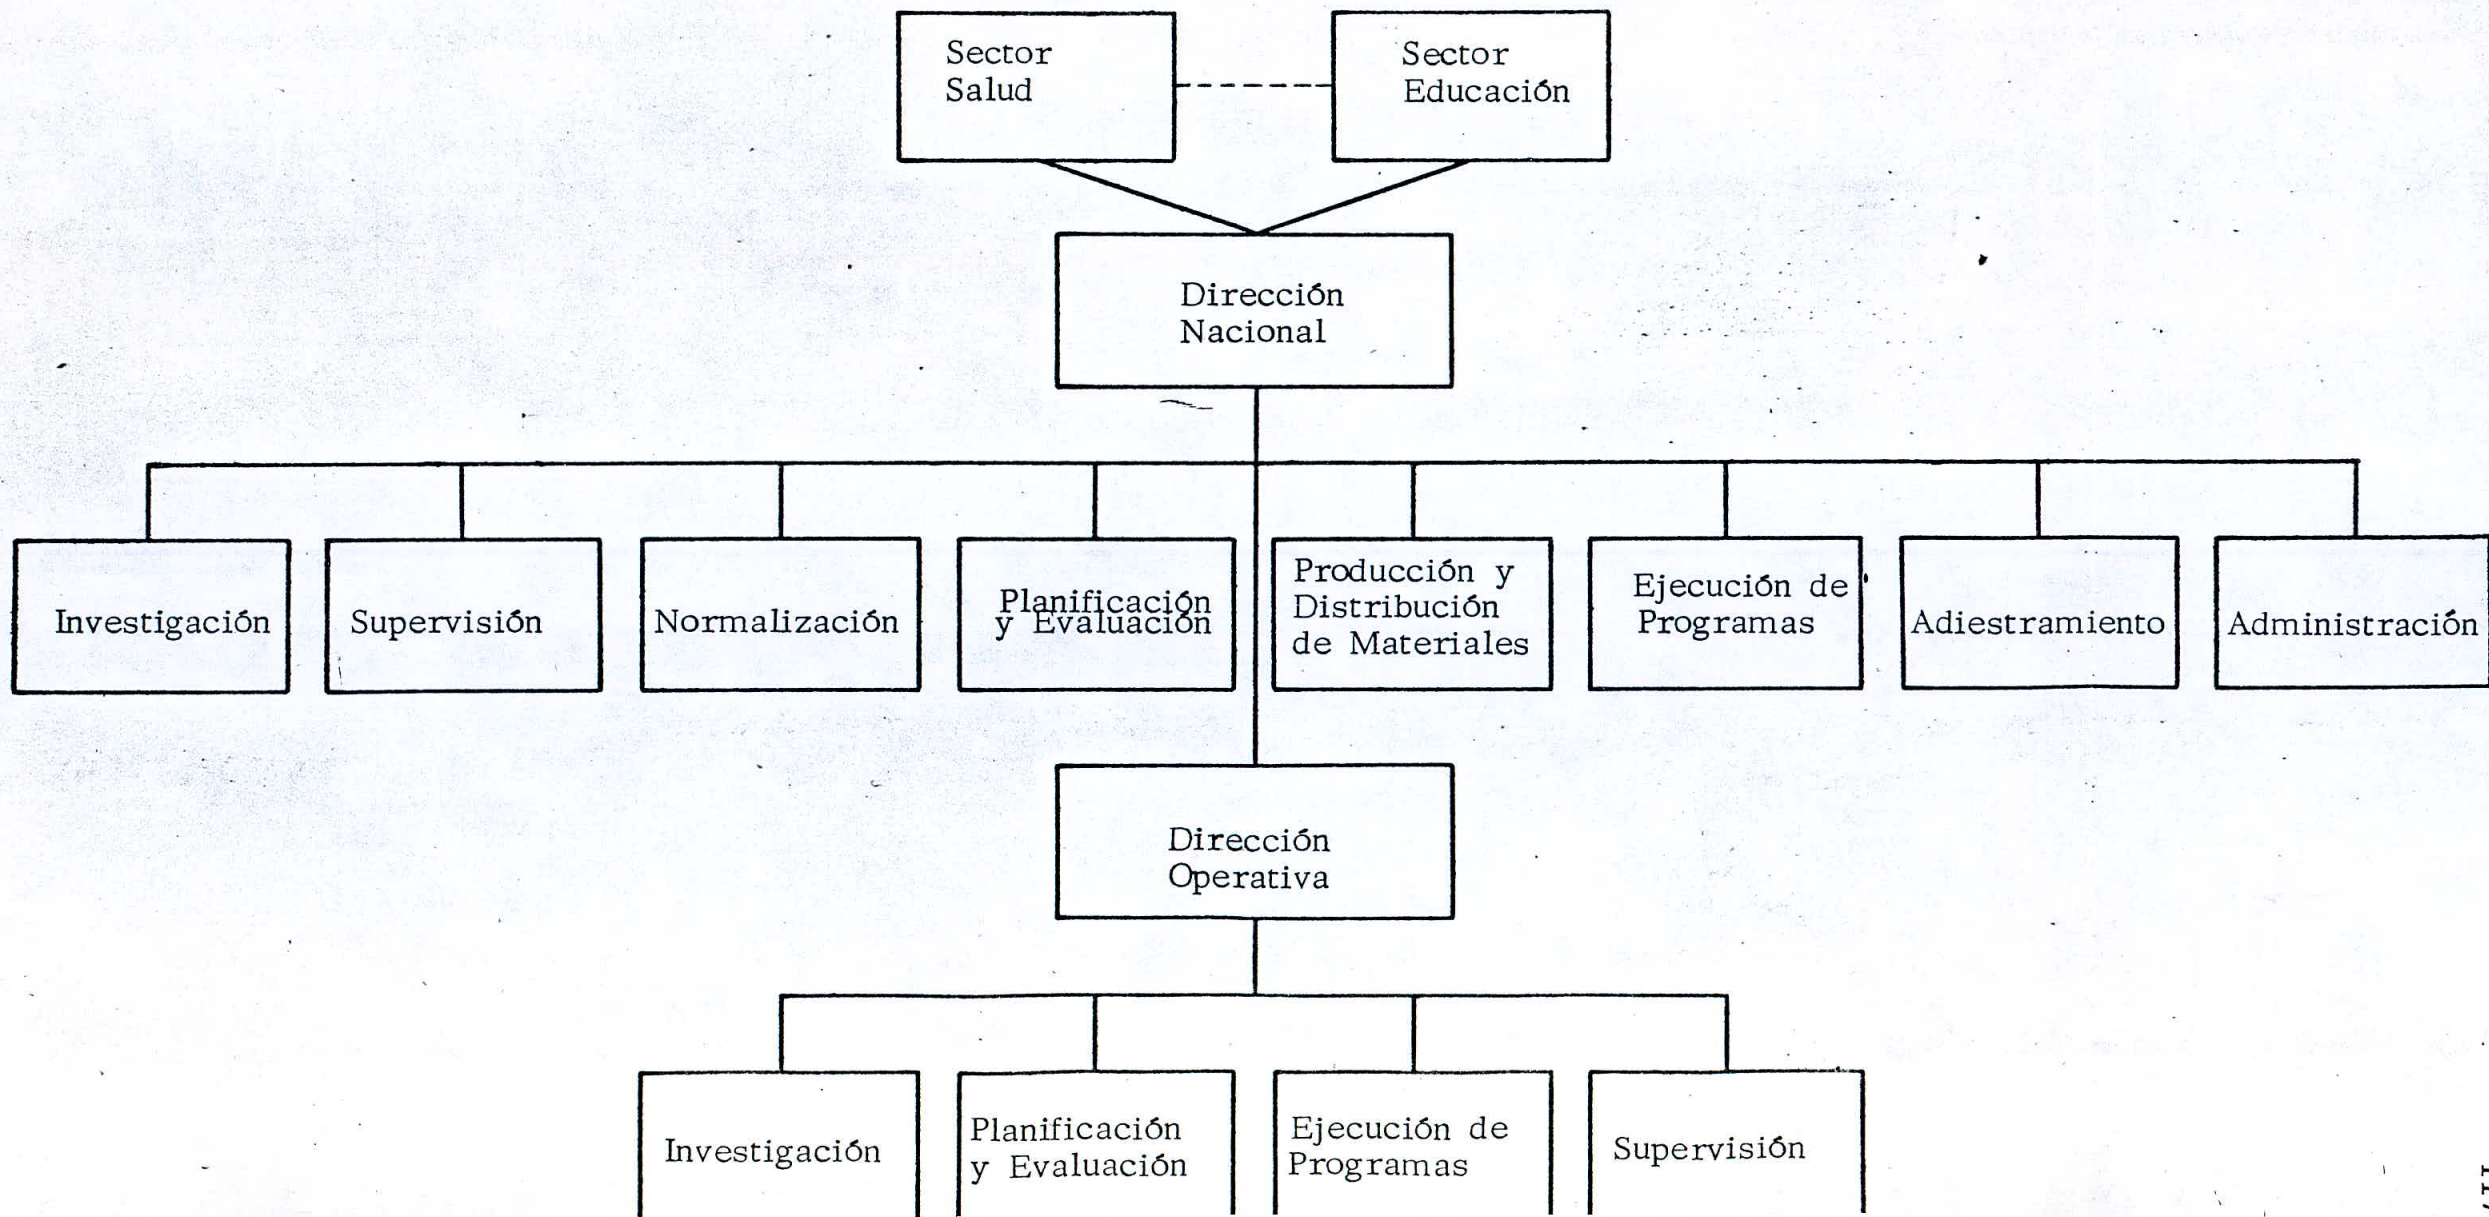 Sector
Salud
Sector
Educación
Dirección
Nacional
Investigación
Supervisión
Normalización
Planificación
y Evaluación
Producción y
Distribución
de Materiales
Ejecución de
Programas
Adiestramiento
Administración
Dirección
Operativa
Investigación
Planificación
y Evaluación
Ejecución de
Programas
Supervisión